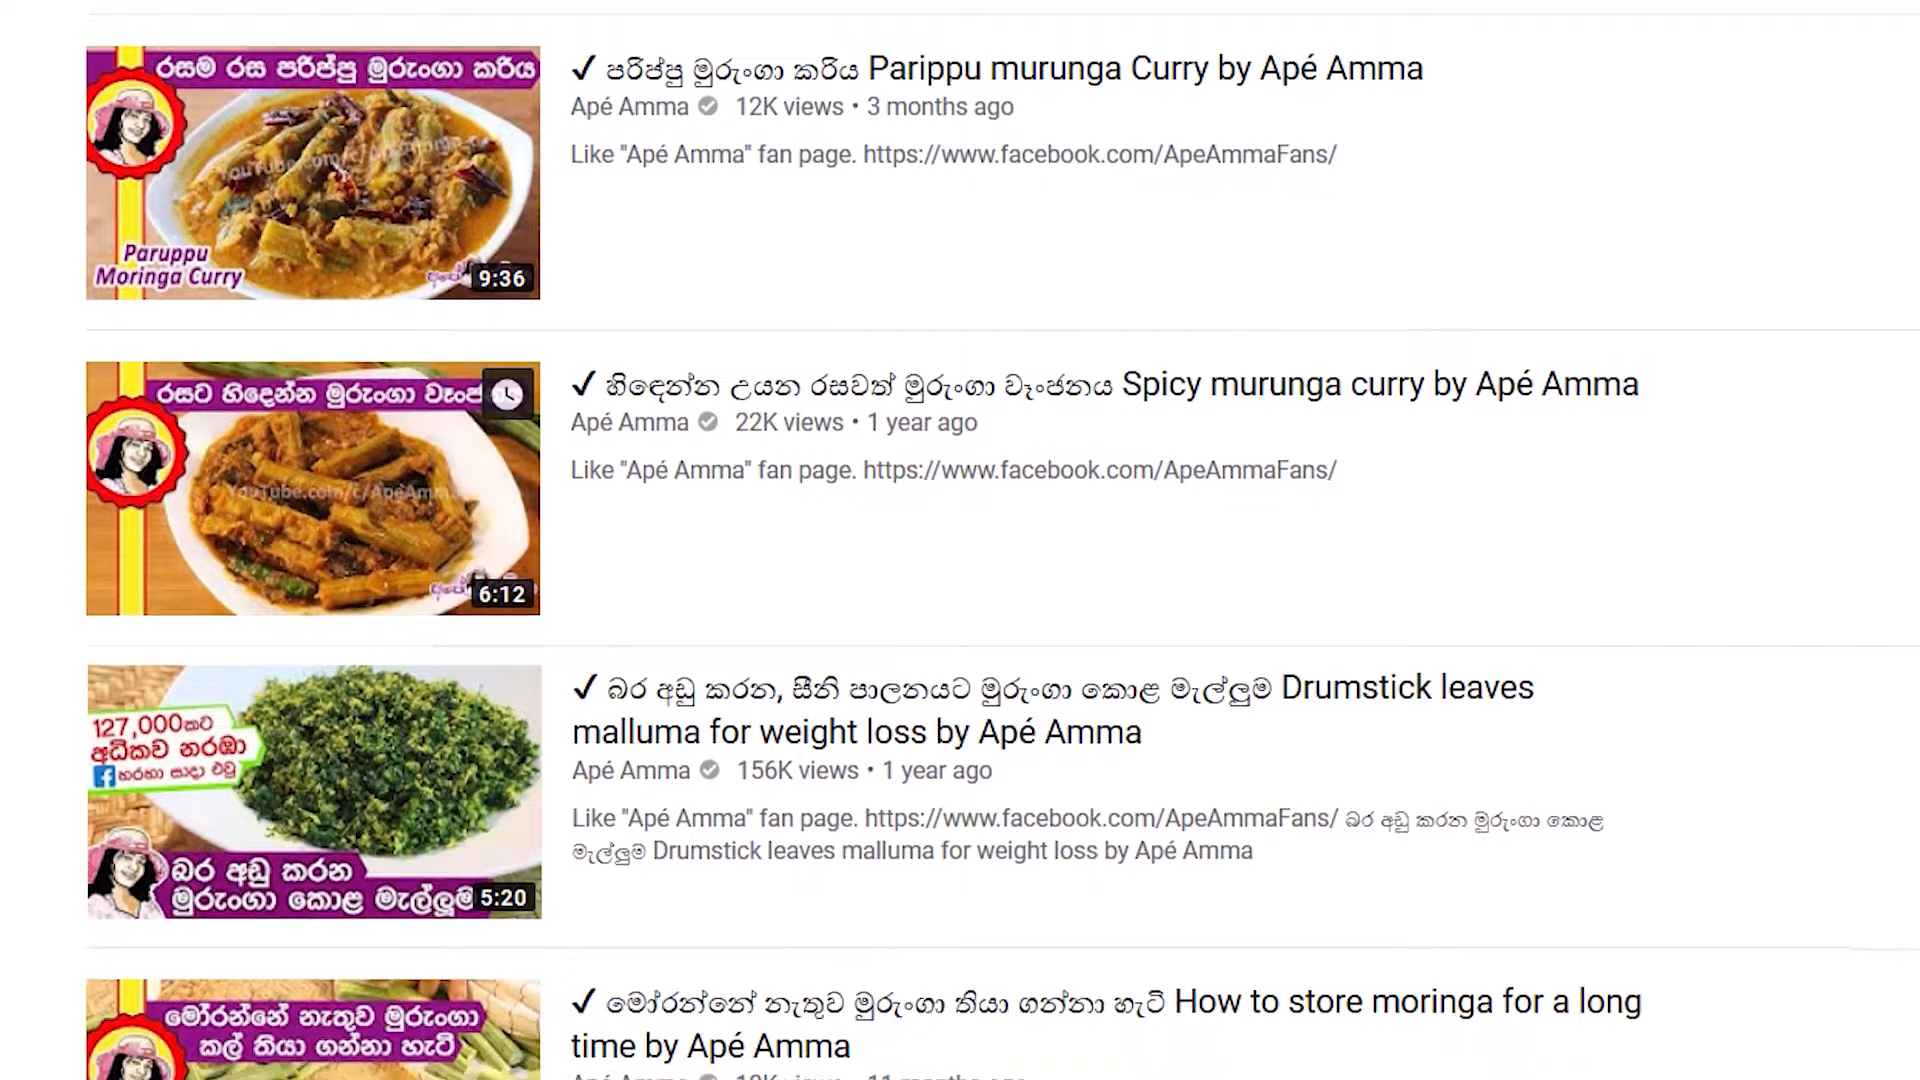 රසම රස පරිප්පු මුරුංගා කරිය
Paruppu
Moringa Curry
9:36
✓ පරිප්පු මුරුංගා කරිය Parippu murunga Curry by Apé Amma
Apé Amma 12K views • 3 months ago
Like "Apé Amma" fan page. https://www.facebook.com/ApeAmmaFans/
රසට හිදෙන්න මුරුංගා
YouTube.com/c/ApeAmma
6:12
✓ හිඳෙන්න උයන රසවත් මුරුංගා වෑංජනය Spicy murunga curry by Apé Amma
Apé Amma 22K views • 1 year ago
Like "Apé Amma" fan page. https://www.facebook.com/ApeAmmaFans/
127,000කට
අධිකව නරඹා
හරහා සාදා එවු
බර අඩු කරන
මුරුංගා කොළ මැල්ලුම
5:20
✓ බර අඩු කරන, සීනි පාලනයට මුරුංගා කොළ මැල්ලුම Drumstick leaves
malluma for weight loss by Apé Amma
Apé Amma 156K views • 1 year ago
Like "Apé Amma" fan page. https://www.facebook.com/ApeAmmaFans/ බර අඩු කරන මුරුංගා කොළ
මැල්ලුම Drumstick leaves malluma for weight loss by Apé Amma
මෝරන්නේ නැතුව මුරුංගා
කල් තියා ගන්නා හැටි
✓ මෝරන්නේ නැතුව මුරුංගා තියා ගන්නා හැටි How to store moringa for a long
time by Apé Amma